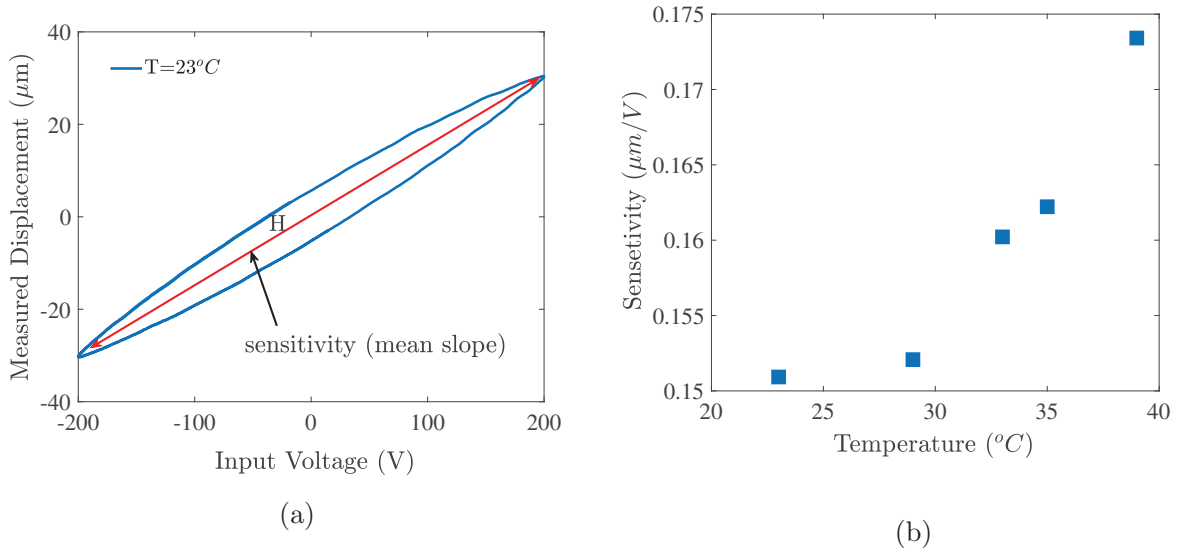 40
20
0
-20
-40
-200
-100
0
100
200
Measured Displacement (μm)
Input Voltage (V)
T=23°C
H
sensitivity (mean slope)
(a)
0.175
0.17
0.165
0.16
0.155
0.15
20
25
30
35
40
Sensetivity (μm/V)
Temperature (°C)
(b)